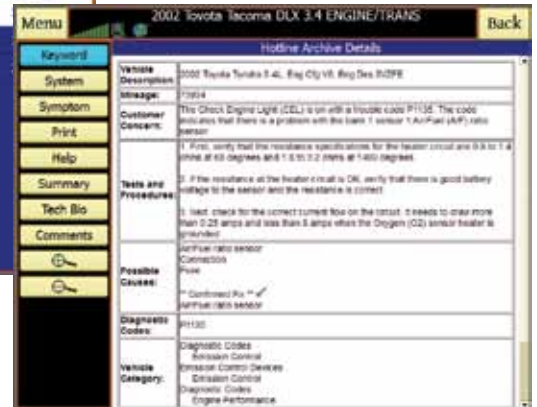 Menu
2002 Toyota Tacoma DLX 3.4 ENGINE/TRANS
Back
Hotline Archive Details
Keyword
System
Symptom
Print
Help
Summary
Tech Bio
Comments
Vehicle Description:
2002 Toyota Tundra 3.4L, Eng Cfg V6, Eng Des 5VZFE
Mileage:
Customer Concern:
The Check Engine Light (CEL) is on with a trouble code P1135. The code
indicates that there is a problem with the bank 1 sensor 1 Air/Fuel (A/F) ratio
sensor
Tests and Procedures:
1. First, verify that the resistance specifications for the heater circuit are 0.8 to 1.4
ohms at 68 degrees and 1.8 to 3.2 ohms at 1400 degrees.
2. If the resistance at the heater circuit is OK, verify that there is good battery
voltage to the sensor and the resistance is correct.
3. Next, check for the correct current flow on the circuit. It needs to draw more
than 0.25 amps and less than 8 amps when the Oxygen (O2) sensor heater is
grounded.
Possible Causes:
Air/Fuel ratio sensor
Connection
Fuse
** Confirmed Fix ** ✓
Air/Fuel ratio sensor
Diagnostic Codes:
P1135
Vehicle Category:
Diagnostic Codes
Emission Control
Emission Control Devices
Emission Control
Diagnostic Codes
Engine Performance